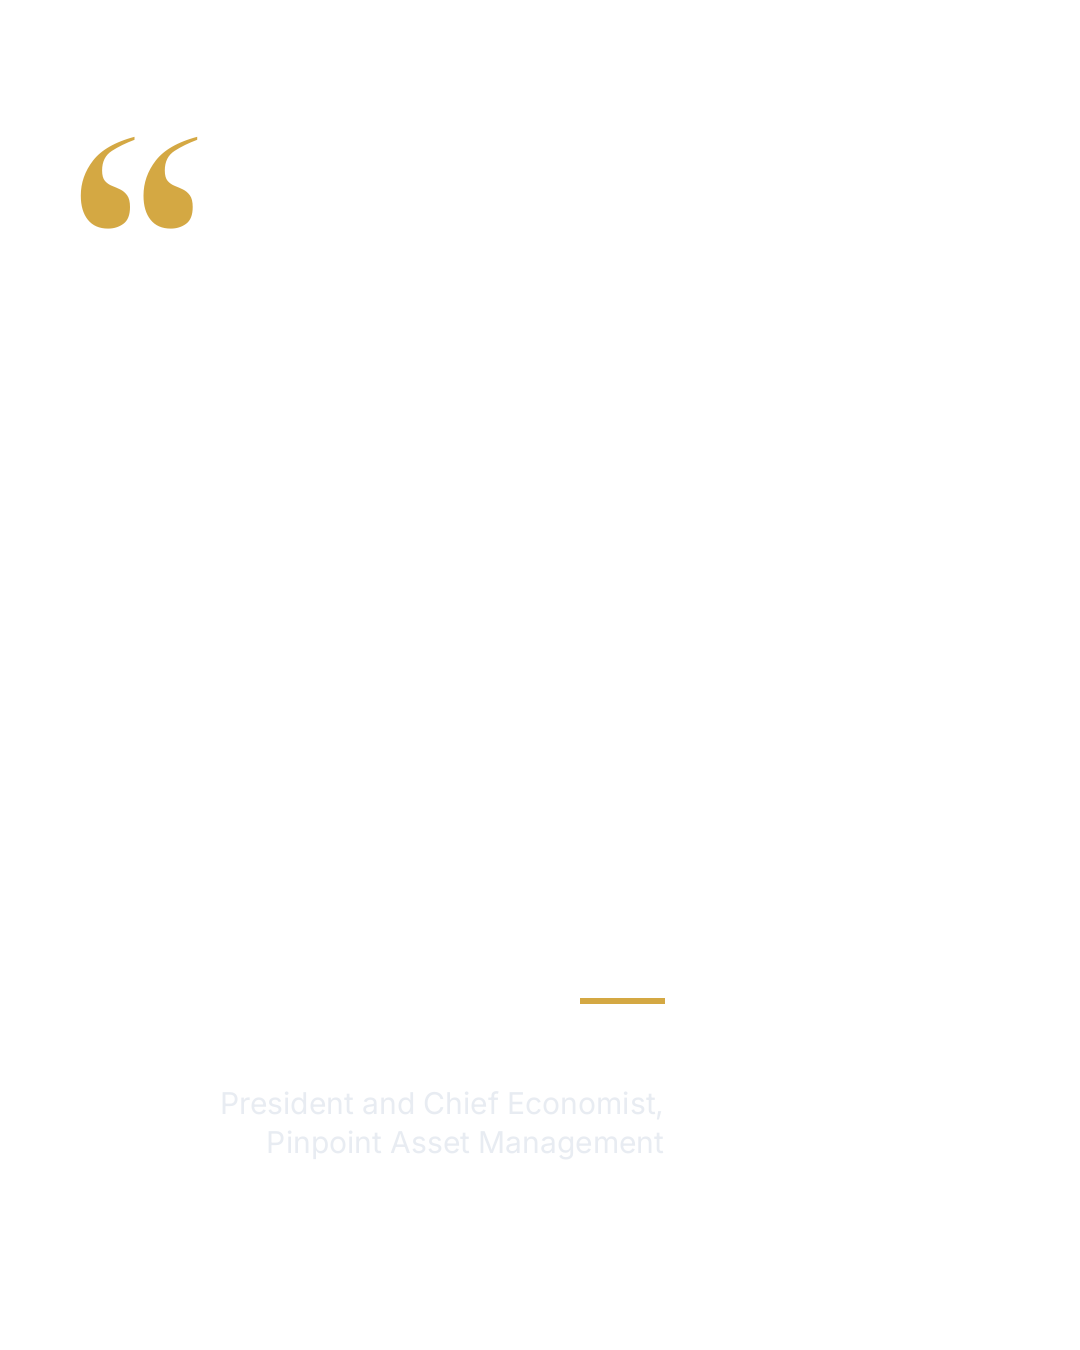 “
President and Chief Economist,
Pinpoint Asset Management